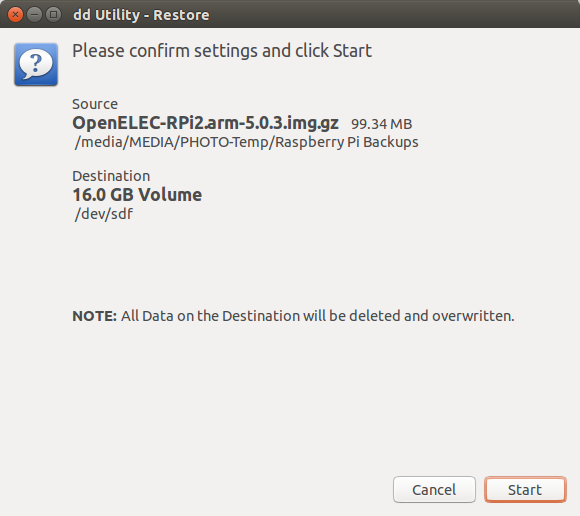 dd Utility - Restore
Please confirm settings and click Start
Source
OpenELEC-RPi2.arm-5.0.3.img.gz 99.34 MB
/media/MEDIA/PHOTO-Temp/Raspberry Pi Backups
Destination
16.0 GB Volume
/dev/sdf
NOTE: All Data on the Destination will be deleted and overwritten.
Cancel Start